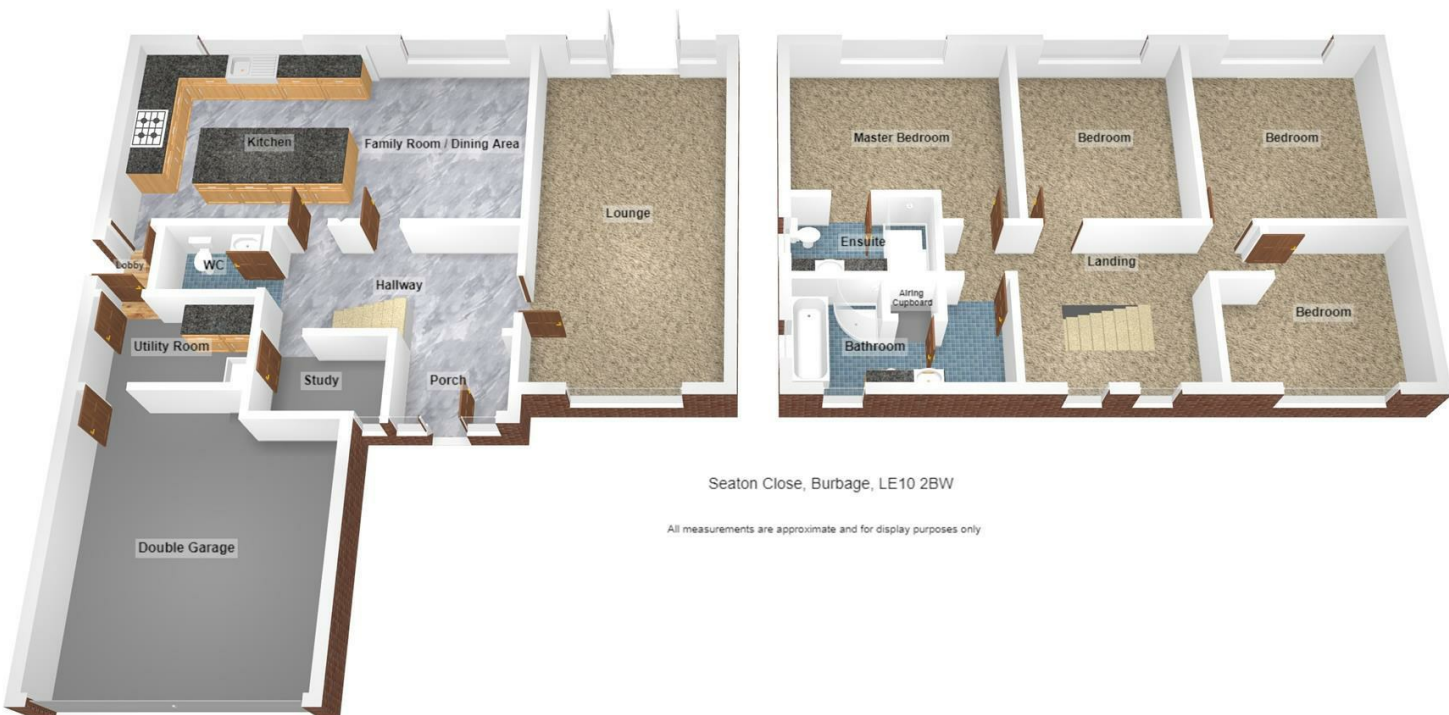 Kitchen
Family Room / Dining Area
Lounge
Lobby
WC
Hallway
Utility Room
Study
Porch
Double Garage
Master Bedroom
Bedroom
Bedroom
Ensuite
Landing
Airing
Cupboard
Bathroom
Bedroom
Seaton Close, Burbage, LE10 2BW
All measurements are approximate and for display purposes only